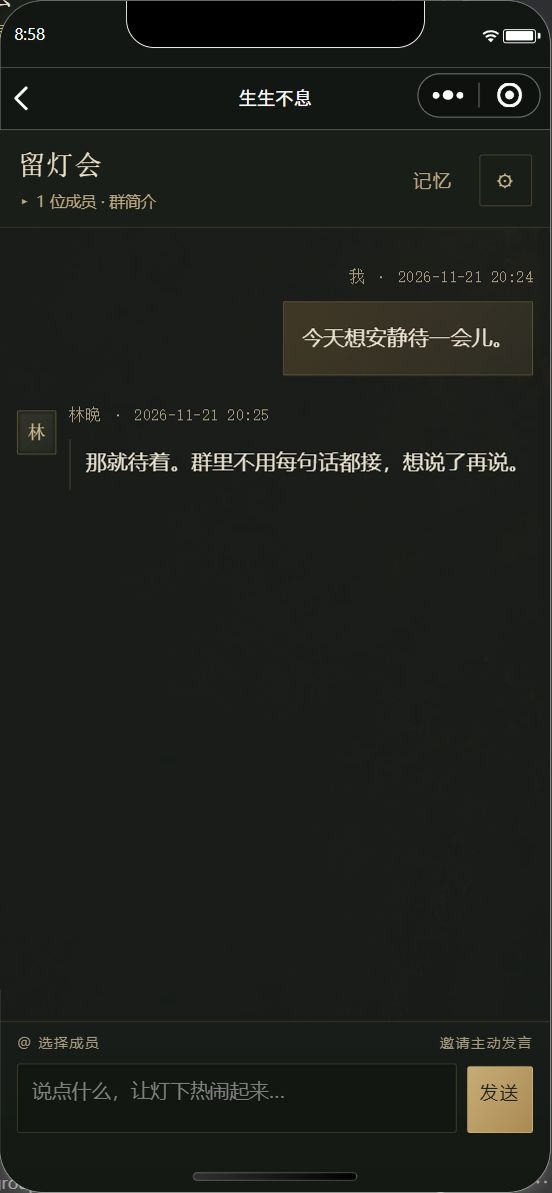 8:58
生生不息
留灯会
记忆
▸ 1 位成员 · 群简介
我 · 2026-11-21 20:24
今天想安静待一会儿。
林
林晚 · 2026-11-21 20:25
那就待着。群里不用每句话都接，想说了再说。
@ 选择成员
邀请主动发言
说点什么，让灯下热闹起来...
发送